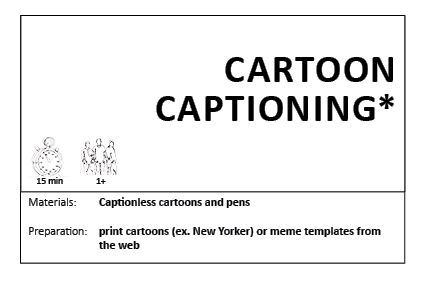 CARTOON
CAPTIONING*
15 min 1+
Materials: Captionless cartoons and pens
Preparation: print cartoons (ex. New Yorker) or meme templates from
the web